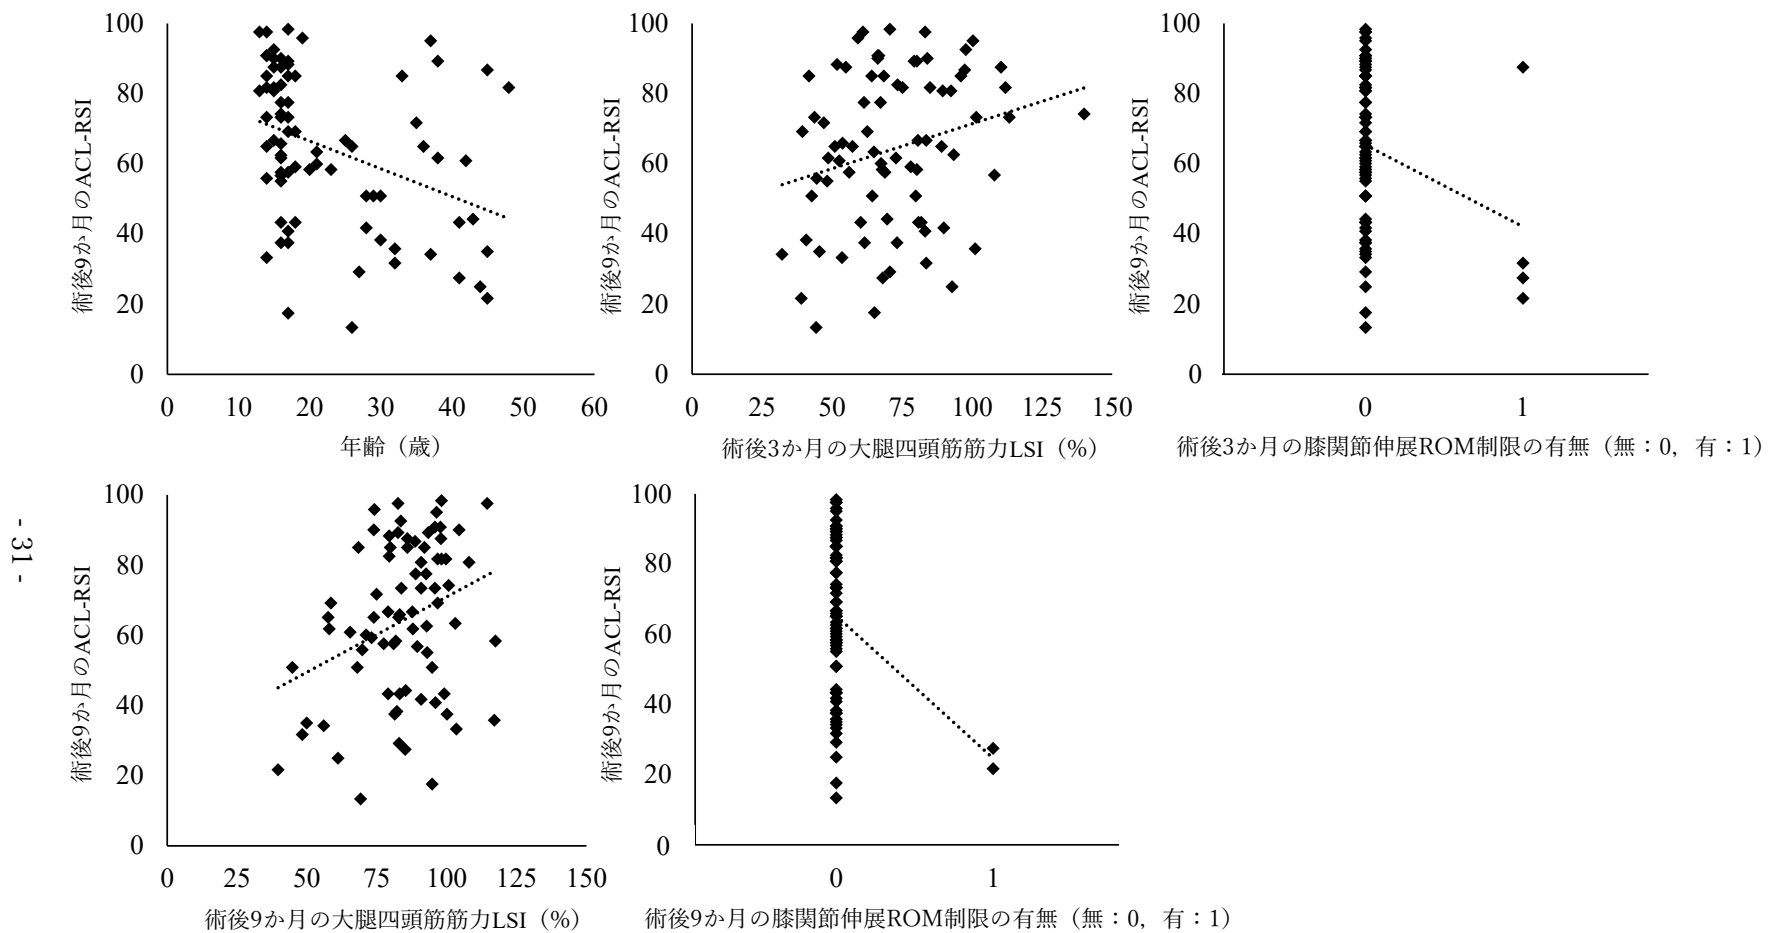 100
80
60
40
20
0
術後9か月のACL-RSI
0 10 20 30 40 50 60
年齢（歳）
100
80
60
40
20
0
術後9か月のACL-RSI
0 25 50 75 100 125 150
術後3か月の大腿四頭筋筋力LSI（%）
100
80
60
40
20
0
術後9か月のACL-RSI
0 1
術後3か月の膝関節伸展ROM制限の有無（無：0，有：1）
100
80
60
40
20
0
術後9か月のACL-RSI
0 25 50 75 100 125 150
術後9か月の大腿四頭筋筋力LSI（%）
100
80
60
40
20
0
術後9か月のACL-RSI
0 1
術後9か月の膝関節伸展ROM制限の有無（無：0，有：1）
- 31 -